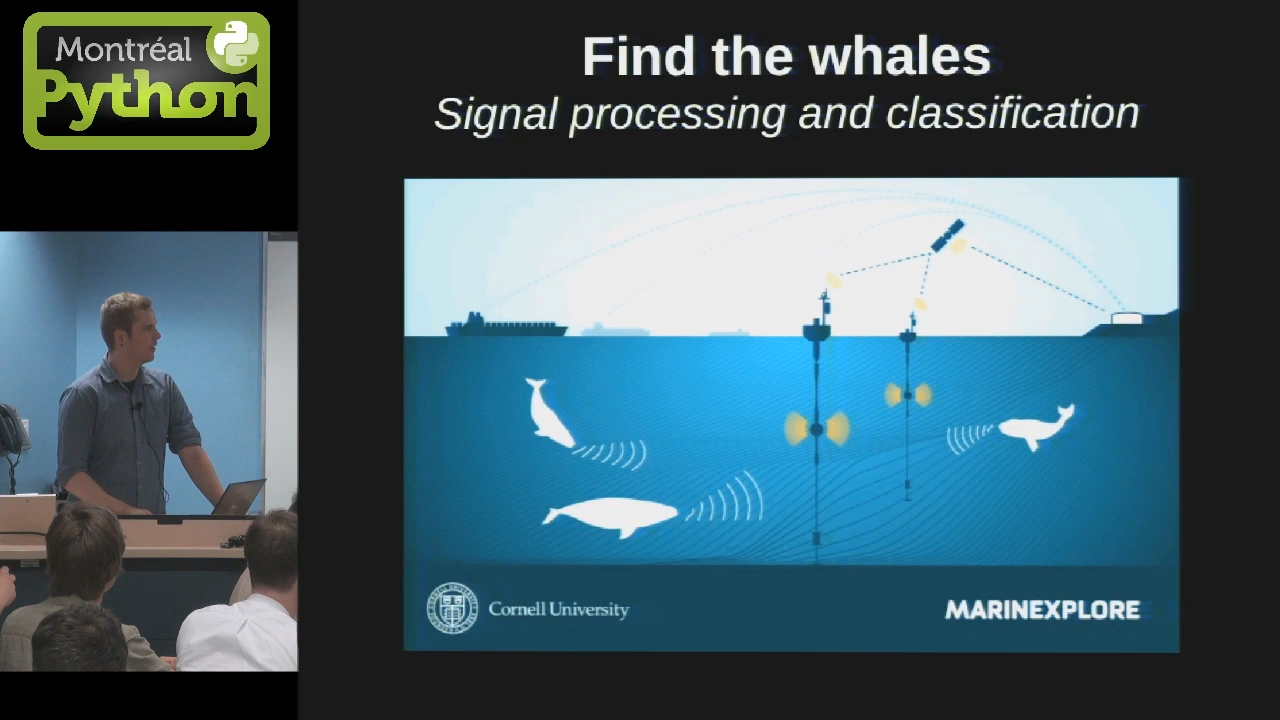 Montréal
Python
Find the whales
Signal processing and classification
Cornell University
MARINEXPLORE